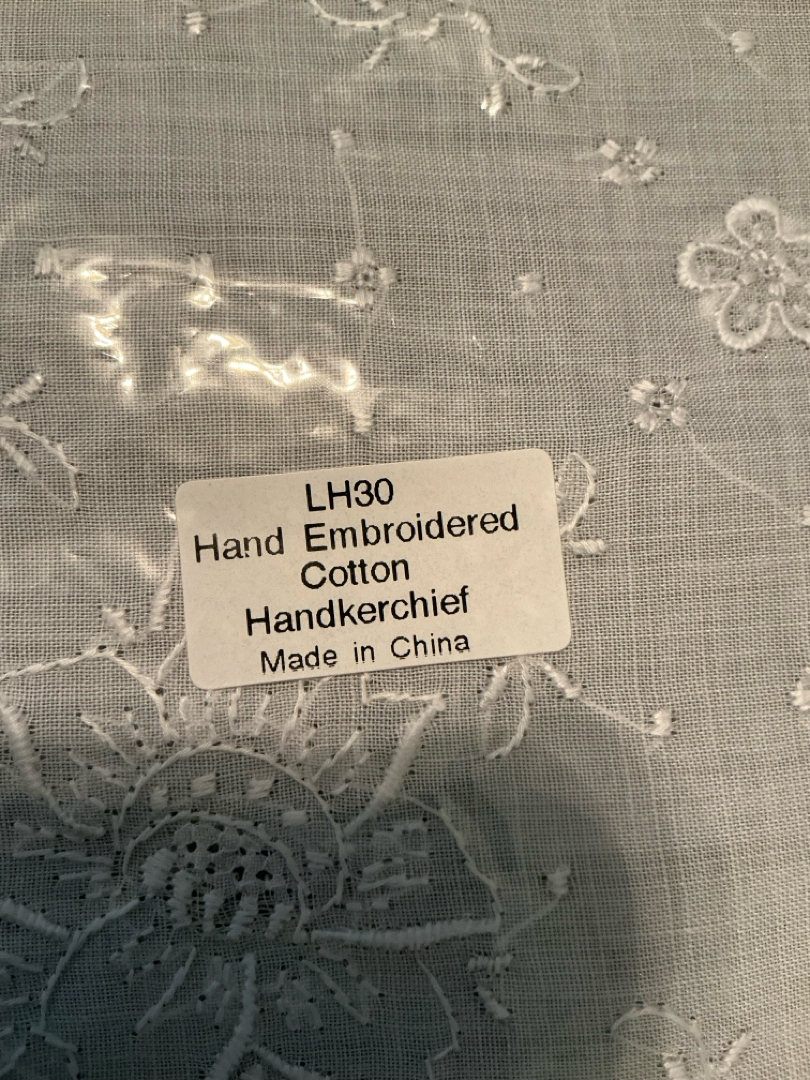 LH30
Hand Embroidered
Cotton
Handkerchief
Made in China